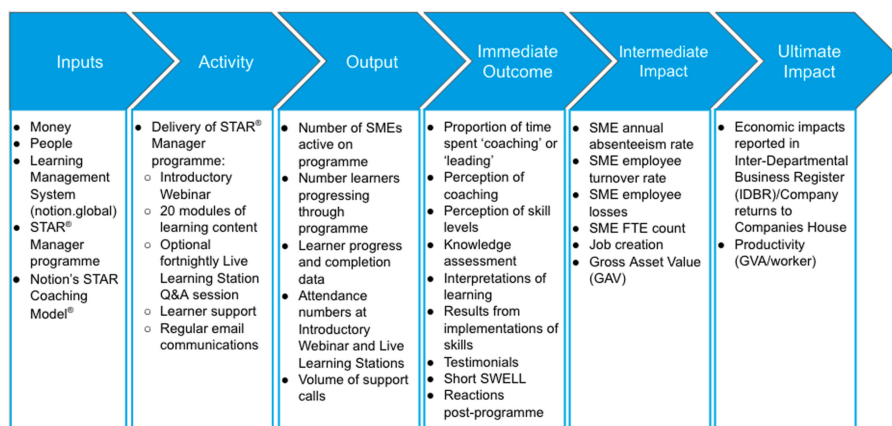 Inputs
Activity
Output
Immediate
Outcome
Intermediate
Impact
Ultimate
Impact
● Money
● People
● Learning
Management
System
(notion.global)
● STAR®
Manager
programme
● Notion's STAR
Coaching
Model®
● Delivery of STAR®
Manager
programme:
○ Introductory
Webinar
○ 20 modules of
learning content
○ Optional
fortnightly Live
Learning Station
Q&A session
○ Learner support
○ Regular email
communications
● Number of SMEs
active on
programme
● Number learners
progressing
through
programme
● Learner progress
and completion
data
● Attendance
numbers at
Introductory
Webinar and Live
Learning Stations
● Volume of support
calls
● Proportion of time
spent 'coaching' or
'leading'
● Perception of
coaching
● Perception of skill
levels
● Knowledge
assessment
● Interpretations of
learning
● Results from
implementations of
skills
● Testimonials
● Short SWELL
● Reactions
post-programme
● SME annual
absenteeism rate
● SME employee
turnover rate
● SME employee
losses
● SME FTE count
● Job creation
● Gross Asset Value
(GAV)
● Economic impacts
reported in
Inter-Departmental
Business Register
(IDBR)/Company
returns to
Companies House
● Productivity
(GVA/worker)